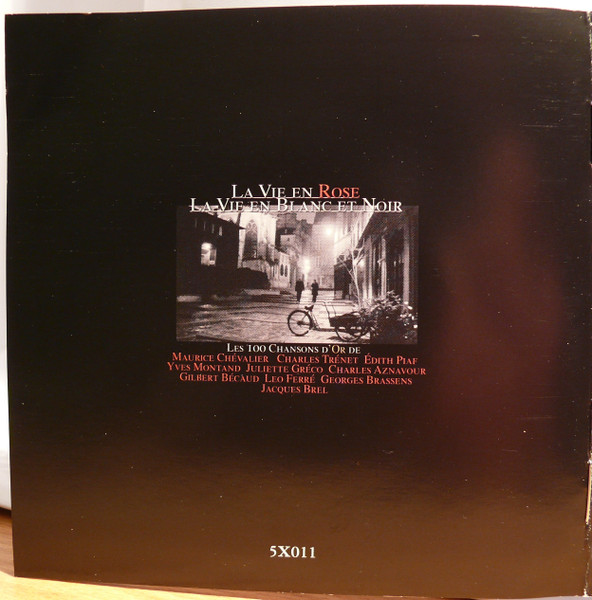 LA VIE EN ROSE
LA VIE EN BLANC ET NOIR
LES 100 CHANSONS D'OR DE
MAURICE CHÉVALIER CHARLES TRÉNET ÉDITH PIAF
YVES MONTAND JULIETTE GRÉCO CHARLES AZNAVOUR
GILBERT BÉCAUD LEO FERRÉ GEORGES BRASSENS
JACQUES BREL
5X011